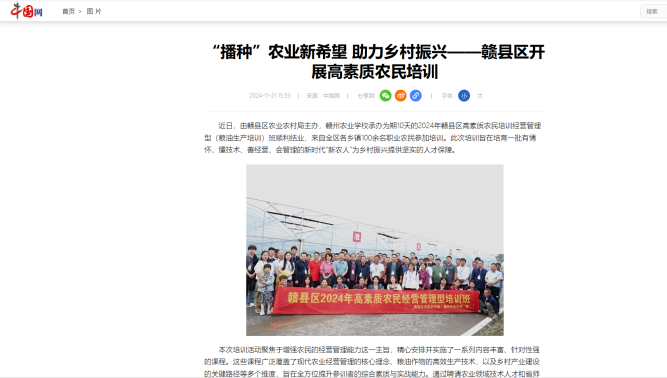 中国网
首页 > 图片
搜索
“播种”农业新希望 助力乡村振兴——赣县区开
展高素质农民培训
2024-11-21 15:53 | 来源：中国网 | 分享到： | 字体： 小 大
近日，由赣县区农业农村局主办，赣州农业学校承办为期10天的2024年赣县区高素质农民培训经营管理
型（粮油生产培训）班顺利结业，来自全区各乡镇100余名职业农民参加培训。此次培训旨在培育一批有情
怀、懂技术、善经营、会管理的新时代“新农人”为乡村振兴提供坚实的人才保障。
赣县区2024年高素质农民经营管理型培训班
本次培训活动聚焦于增强农民的经营管理能力这一主旨，精心安排并实施了一系列内容丰富、针对性强
的课程。这些课程广泛覆盖了现代农业经营管理的核心理念、粮油作物的高效生产技术，以及乡村产业建设
的关键路径等多个维度，旨在全方位提升参训者的综合素质与实战能力。通过聘请农业领域技术人才和省师